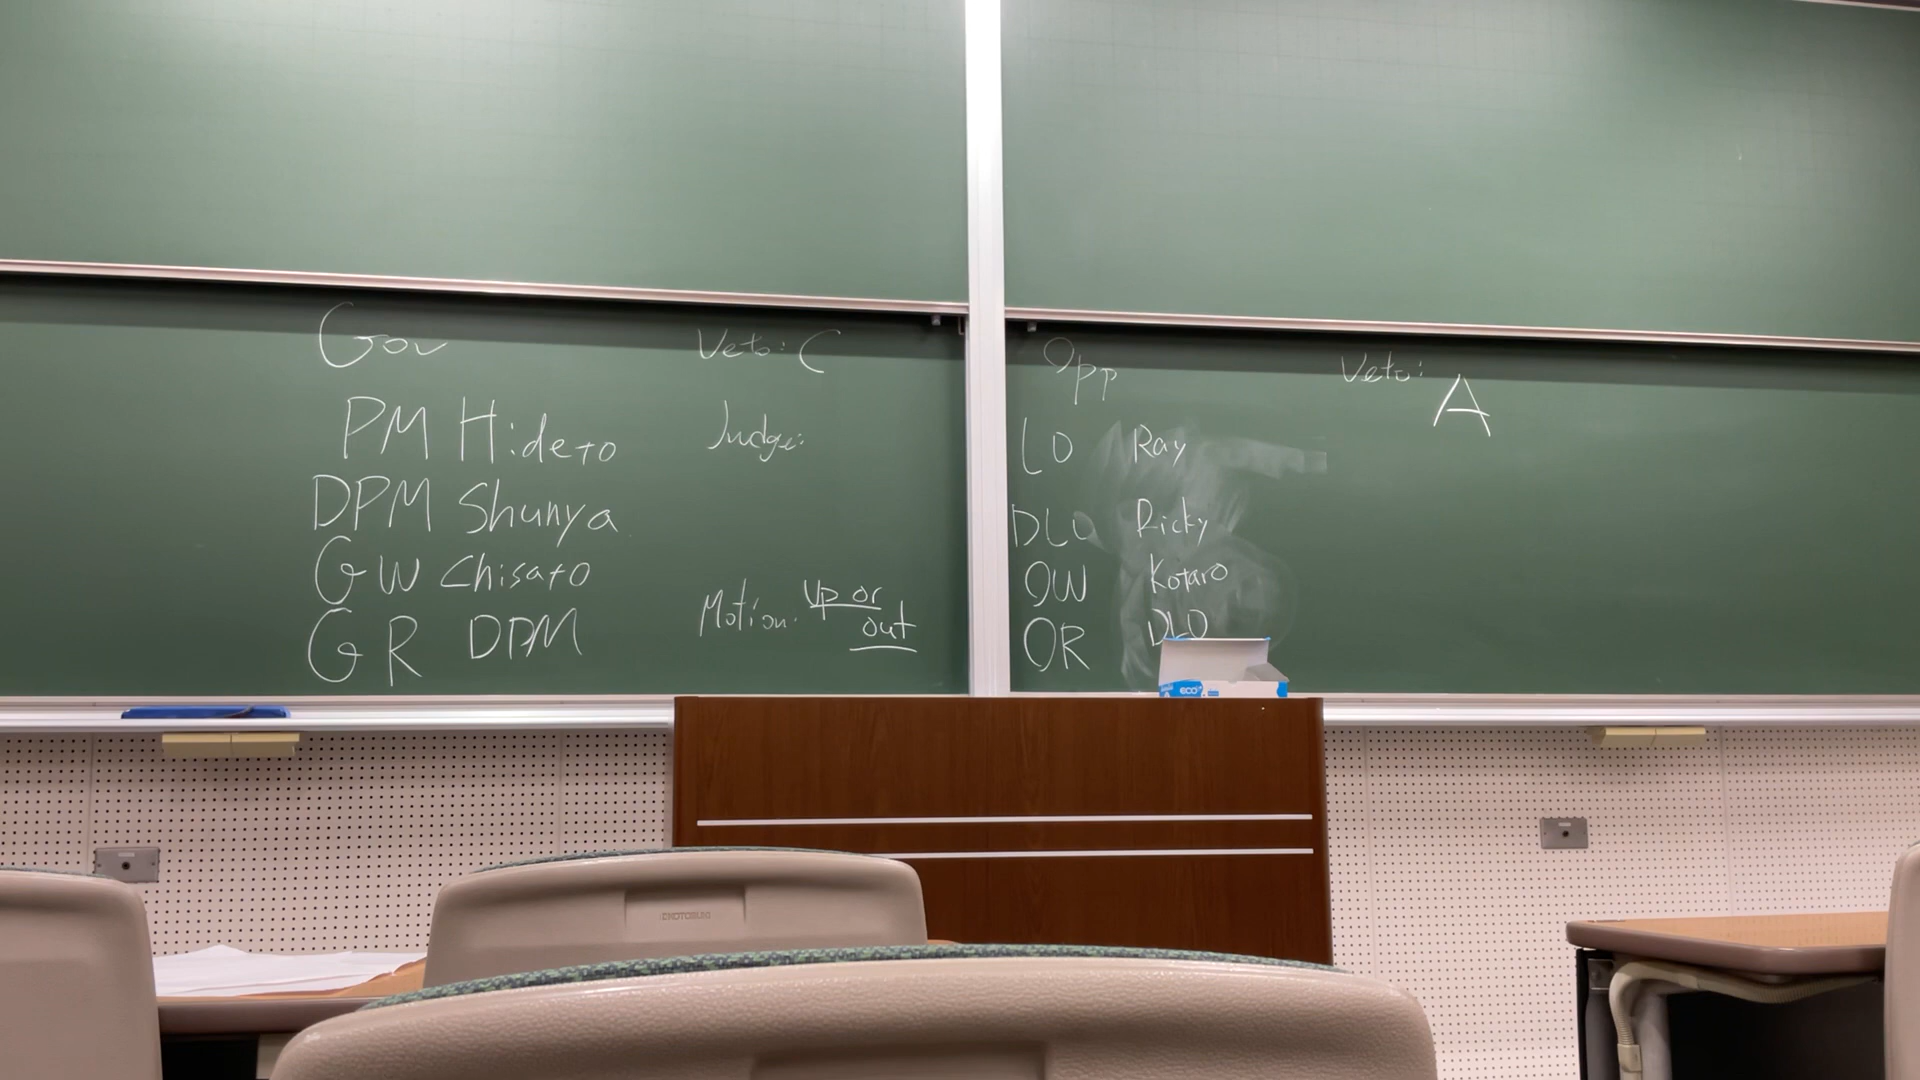 Gov
Veto: C
PM Hideto
Judge:
DPM Shunya
GW Chisato
GR DPM
Motion: Up or
out
Opp
Veto: A
LO Ray
DLO Ricky
OW Kotaro
OR DLO
eco
KOTOBUKI